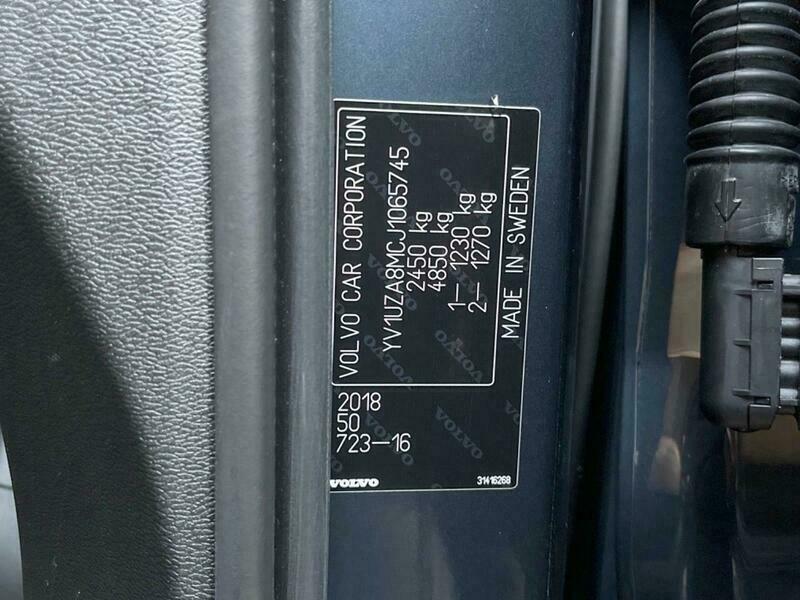 VOLVO CAR CORPORATION
YV1UZA8MCJ1065745
2450 kg
4850 kg
1— 1230 kg
2— 1270 kg
MADE IN SWEDEN
2018
50
723—16
VOLVO
31416268